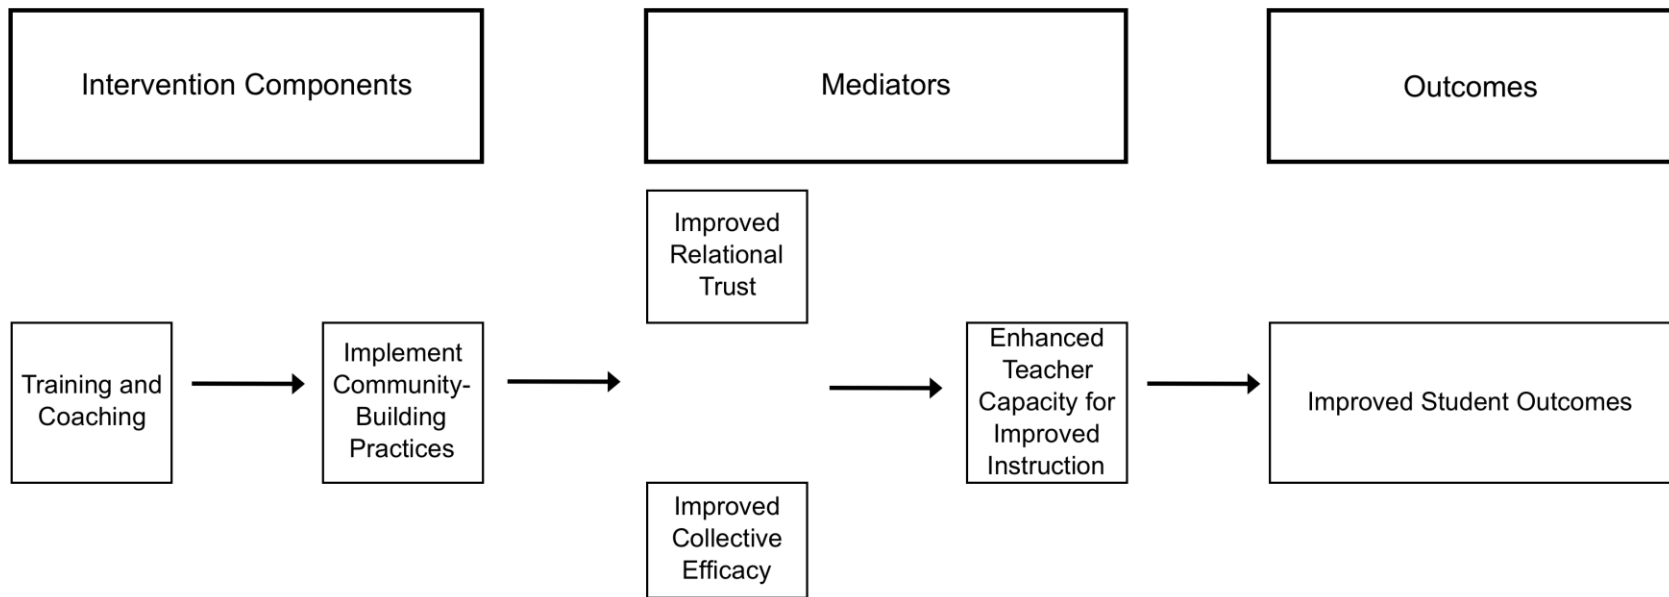 Intervention Components
Mediators
Outcomes
Training and
Coaching
Implement
Community-
Building
Practices
Improved
Relational
Trust
Improved
Collective
Efficacy
Enhanced
Teacher
Capacity for
Improved
Instruction
Improved Student Outcomes